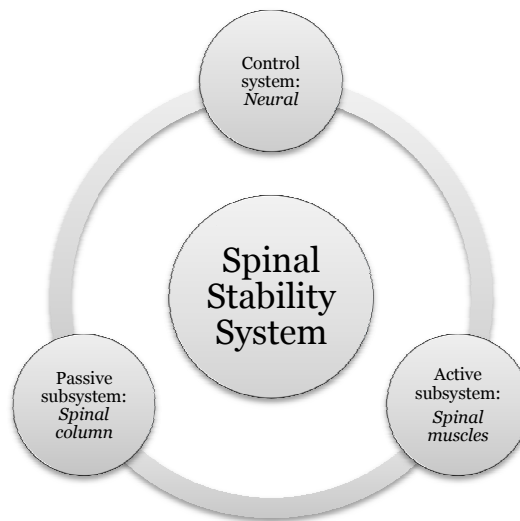 Control
system:
Neural
Spinal
Stability
System
Passive
subsystem:
Spinal
column
Active
subsystem:
Spinal
muscles